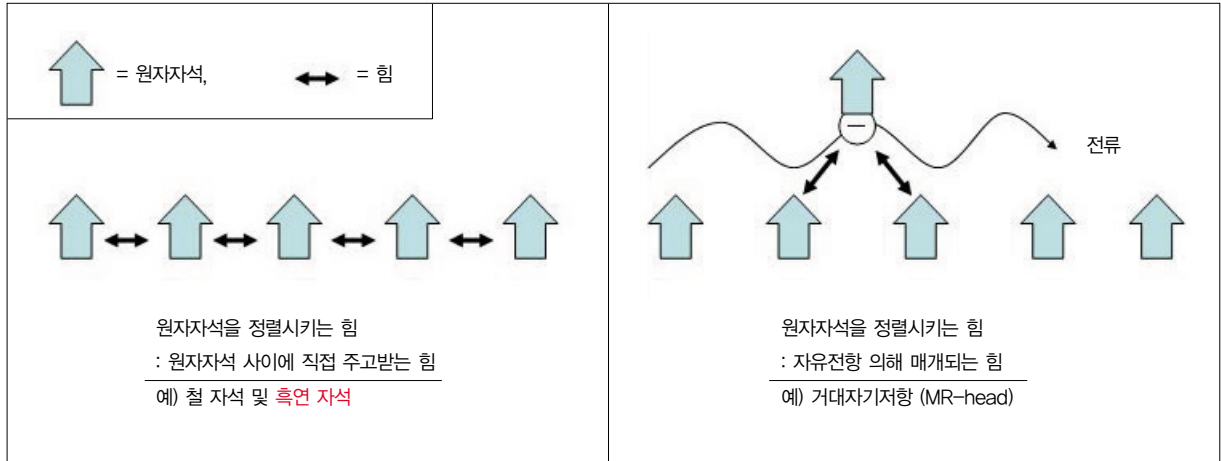 = 원자자석,
= 힘
원자자석을 정렬시키는 힘
: 원자자석 사이에 직접 주고받는 힘
예) 철 자석 및 흑연 자석
전류
원자자석을 정렬시키는 힘
: 자유전항 의해 매개되는 힘
예) 거대자기저항 (MR-head)